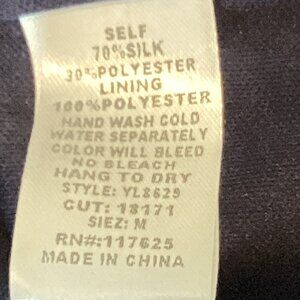 SELF
70%SILK
30%POLYESTER
LINING
100%POLYESTER
HAND WASH COLD
WATER SEPARATELY
COLOR WILL BLEED
NO BLEACH
HANG TO DRY
STYLE: YL8629
CUT: 18171
SIEZ: M
RN#:117625
MADE IN CHINA